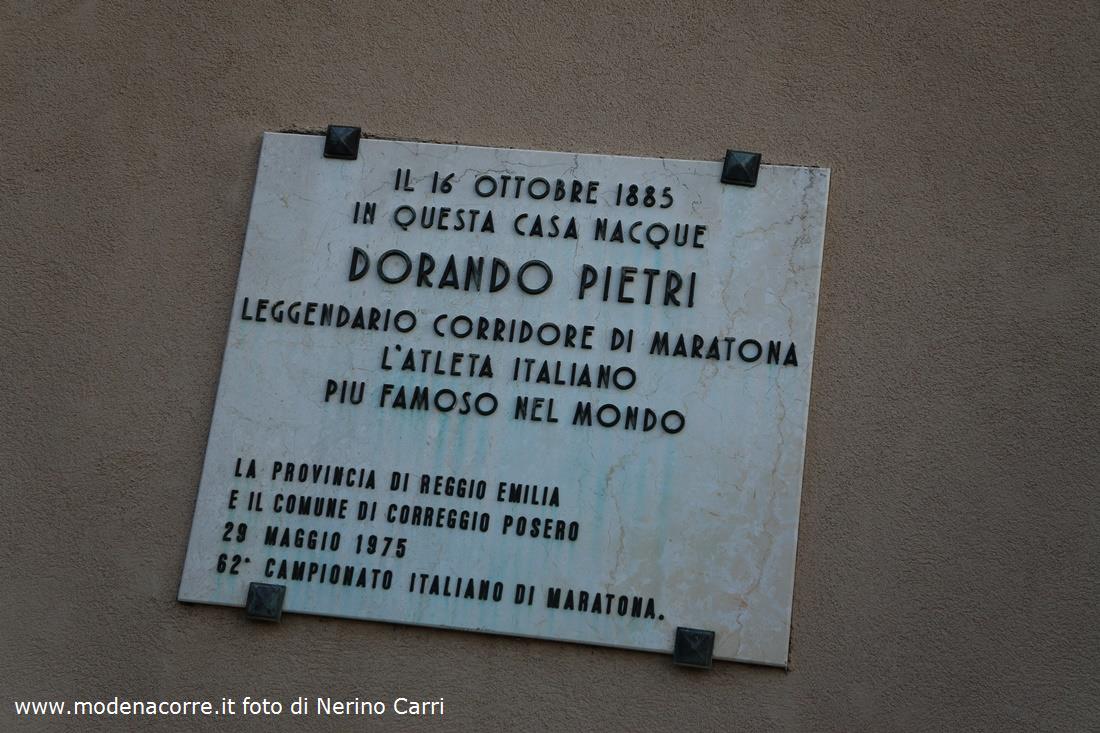 IL 16 OTTOBRE 1885
IN QUESTA CASA NACQUE
DORANDO PIETRI
LEGGENDARIO CORRIDORE DI MARATONA
L'ATLETA ITALIANO
PIU FAMOSO NEL MONDO
LA PROVINCIA DI REGGIO EMILIA
E IL COMUNE DI CORREGGIO POSERO
29 MAGGIO 1975
62° CAMPIONATO ITALIANO DI MARATONA.
www.modenacorre.it foto di Nerino Carri